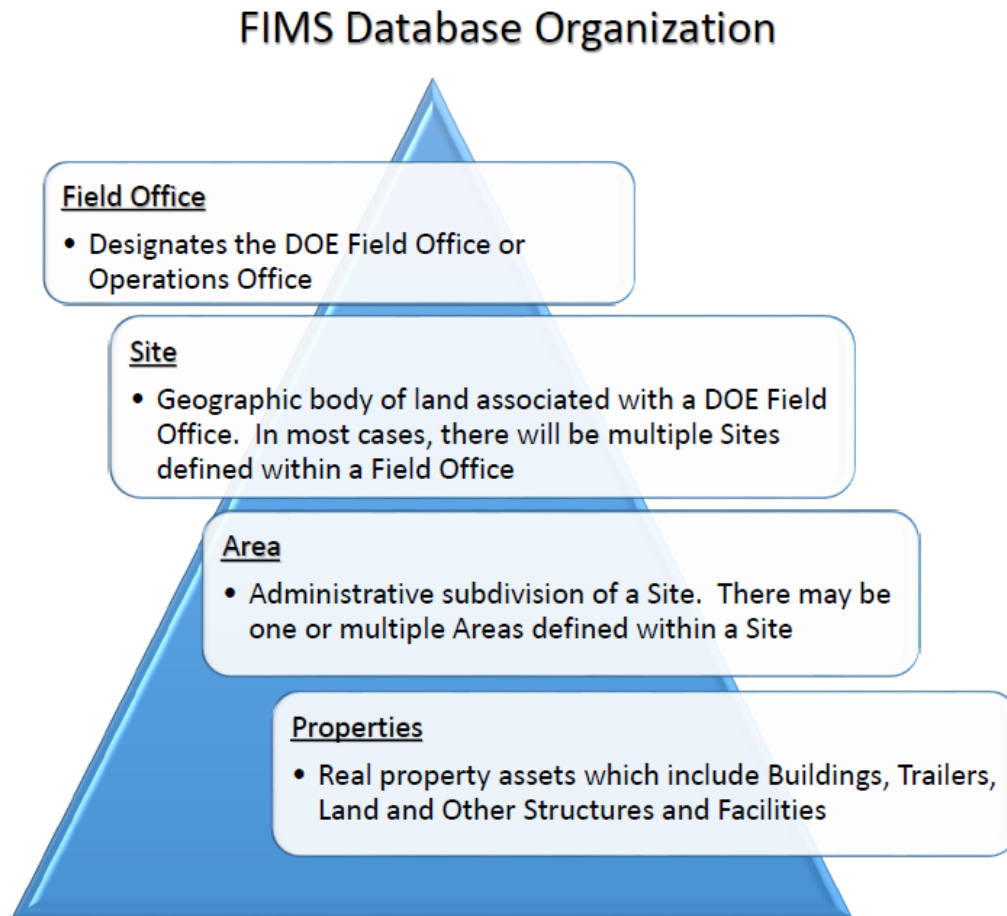 FIMS Database Organization
Field Office
• Designates the DOE Field Office or
Operations Office
Site
• Geographic body of land associated with a DOE Field
Office.  In most cases, there will be multiple Sites
defined within a Field Office
Area
• Administrative subdivision of a Site.  There may be
one or multiple Areas defined within a Site
Properties
• Real property assets which include Buildings, Trailers,
Land and Other Structures and Facilities